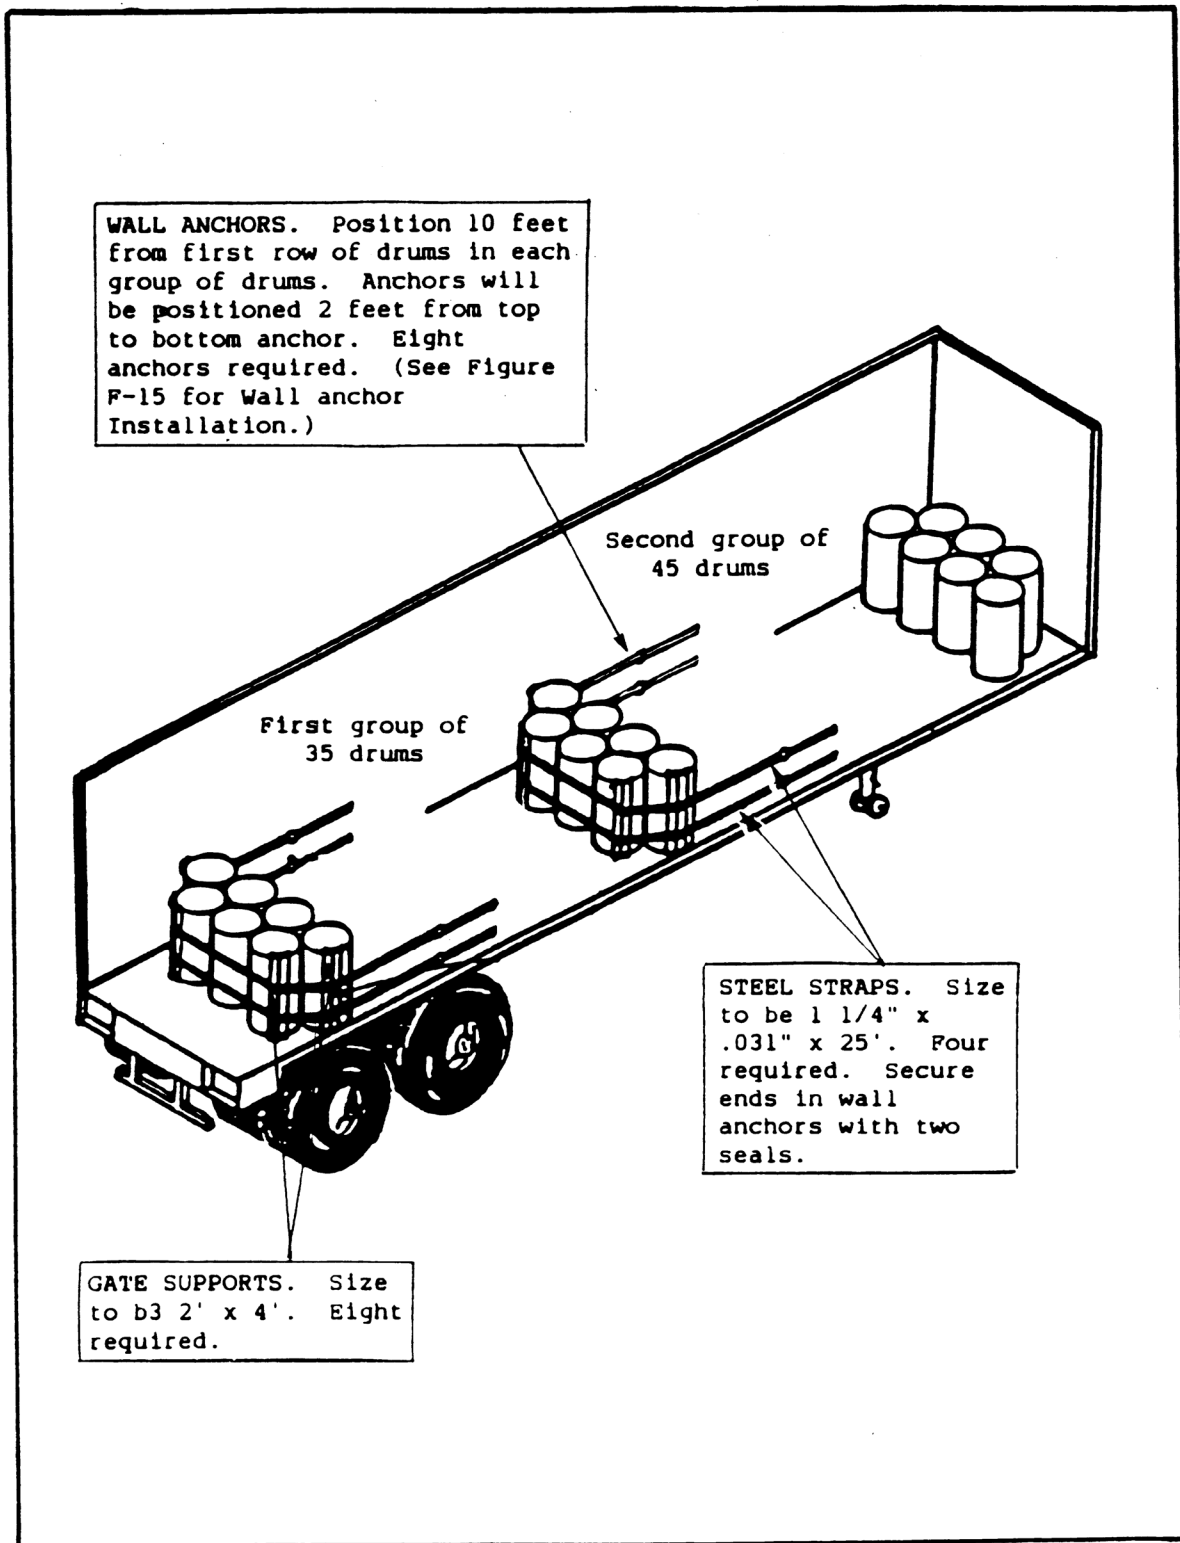 WALL ANCHORS. Position 10 feet
from first row of drums in each
group of drums. Anchors will
be positioned 2 feet from top
to bottom anchor. Eight
anchors required. (See Figure
F-15 for Wall anchor
Installation.)
Second group of
45 drums
First group of
35 drums
STEEL STRAPS. Size
to be 1 1/4" x
.031" x 25'. Four
required. Secure
ends in wall
anchors with two
seals.
GATE SUPPORTS. Size
to b3 2' x 4'. Eight
required.